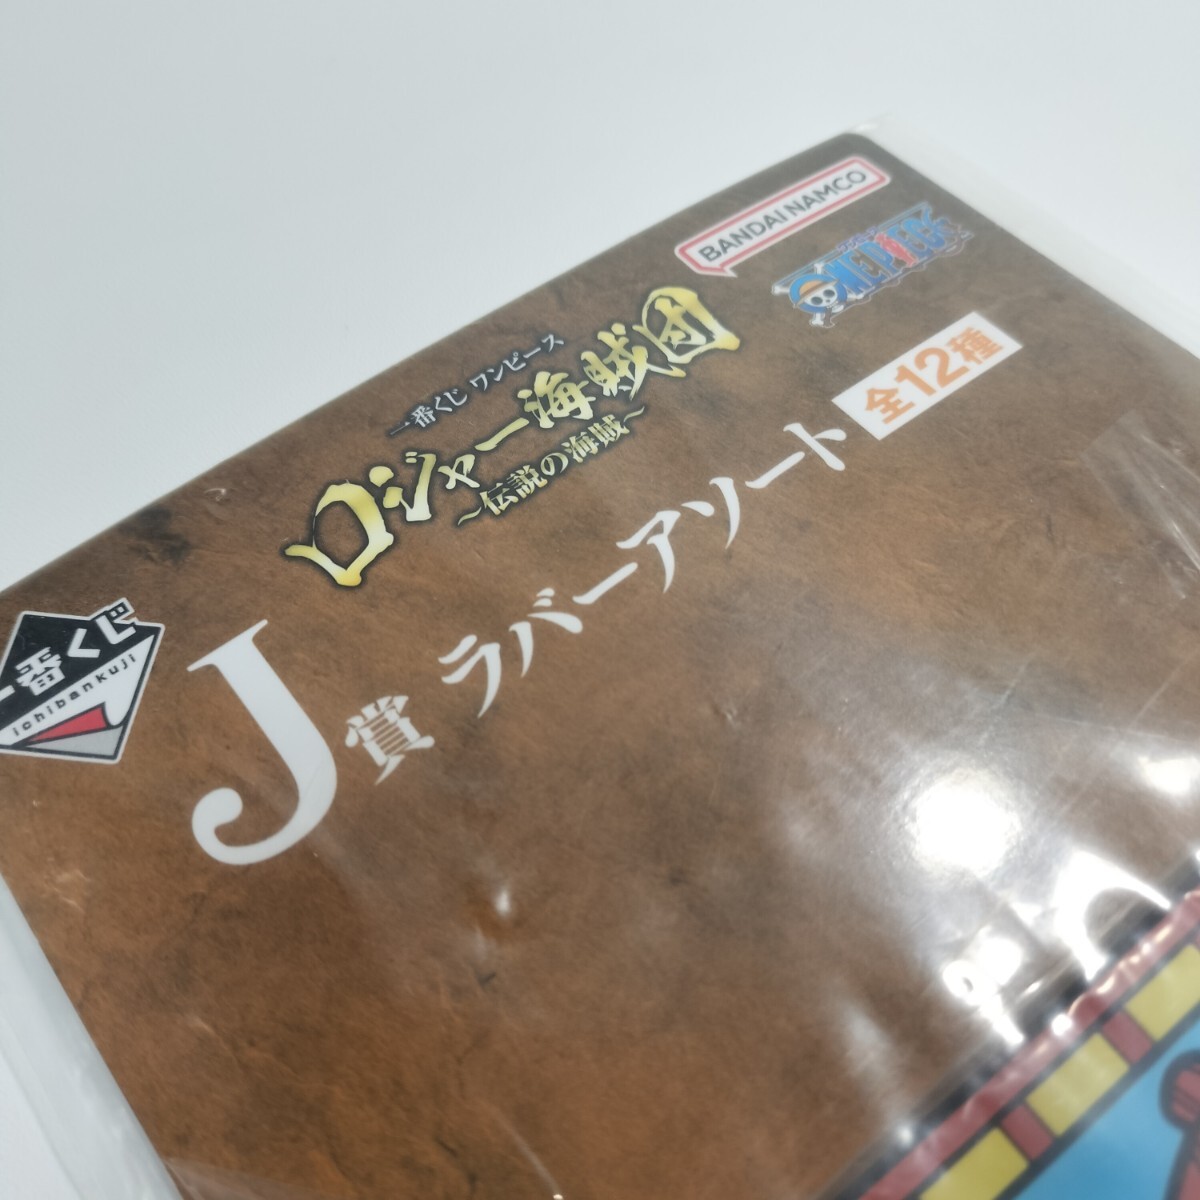 BANDAI NAMCO
ONE PIECE
一番くじ ワンピース
ロジャー海賊団
～伝説の海賊～
全12種
一番くじ
ichibankuji
J賞 ラバーアソート